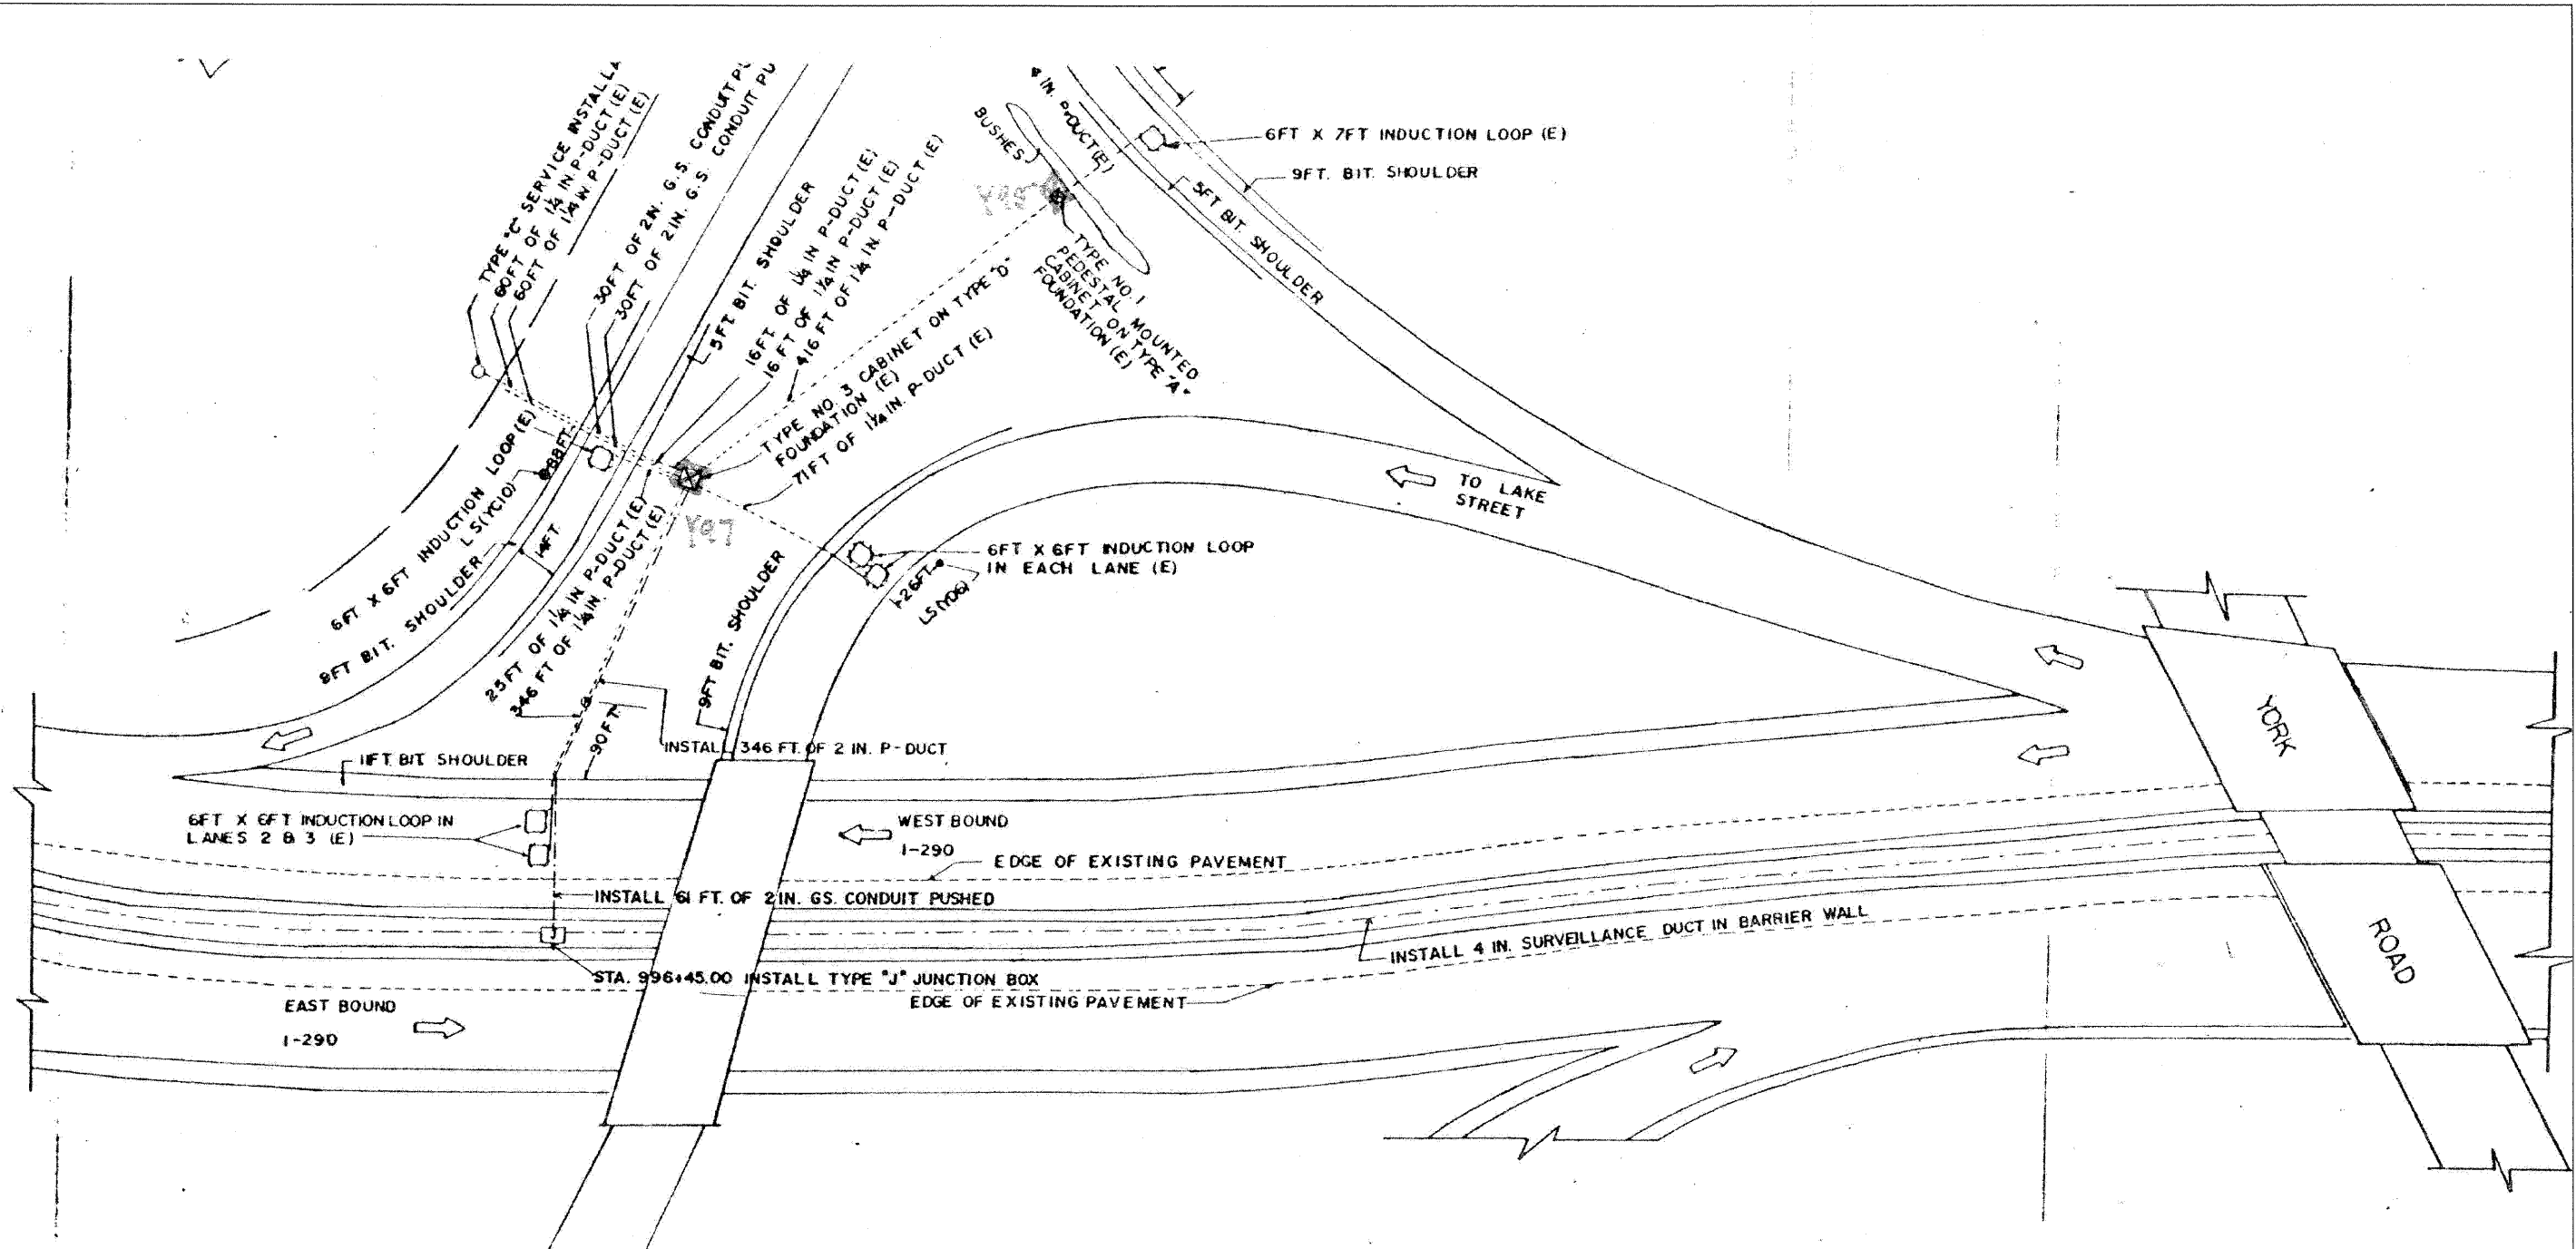 TYPE "C" SERVICE INSTALLA
60FT OF 1¼ IN. P-DUCT (E)
60FT OF 1¼ IN. P-DUCT (E)
30FT OF 2IN. G.S. CONDUIT PU
30FT OF 2IN. G.S. CONDUIT PU
5FT. BIT. SHOULDER
16FT. OF 1¼ IN P-DUCT (E)
16 FT OF 1¼ IN P-DUCT (E)
416 FT OF 1¼ IN. P-DUCT (E)
TYPE NO. 3 CABINET ON TYPE "D"
FOUNDATION (E)
71FT OF 1¼ IN. P-DUCT (E)
BUSHES
IN. P-DUCT(E)
6FT X 7FT INDUCTION LOOP (E)
9FT. BIT. SHOULDER
5FT BIT. SHOULDER
TYPE NO. 1
PEDESTAL MOUNTED
CABINET ON TYPE "A"
FOUNDATION (E)
TO LAKE
STREET
6FT X 6FT INDUCTION LOOP (E)
88FT
LS (YC10)
8FT BIT. SHOULDER
14FT
Y97
25FT OF 1¼ IN P-DUCT (E)
346 FT OF 1¼ IN. P-DUCT (E)
6FT X 6FT INDUCTION LOOP
IN EACH LANE (E)
26FT
LS (YD6)
9FT BIT. SHOULDER
90FT
INSTALL 346 FT. OF 2 IN. P-DUCT
11FT BIT SHOULDER
6FT X 6FT INDUCTION LOOP IN
LANES 2 & 3 (E)
WEST BOUND
I-290
EDGE OF EXISTING PAVEMENT
INSTALL 61 FT. OF 2 IN. GS. CONDUIT PUSHED
J
STA. 996+45.00 INSTALL TYPE "J" JUNCTION BOX
INSTALL 4 IN. SURVEILLANCE DUCT IN BARRIER WALL
EDGE OF EXISTING PAVEMENT
EAST BOUND
I-290
YORK
ROAD